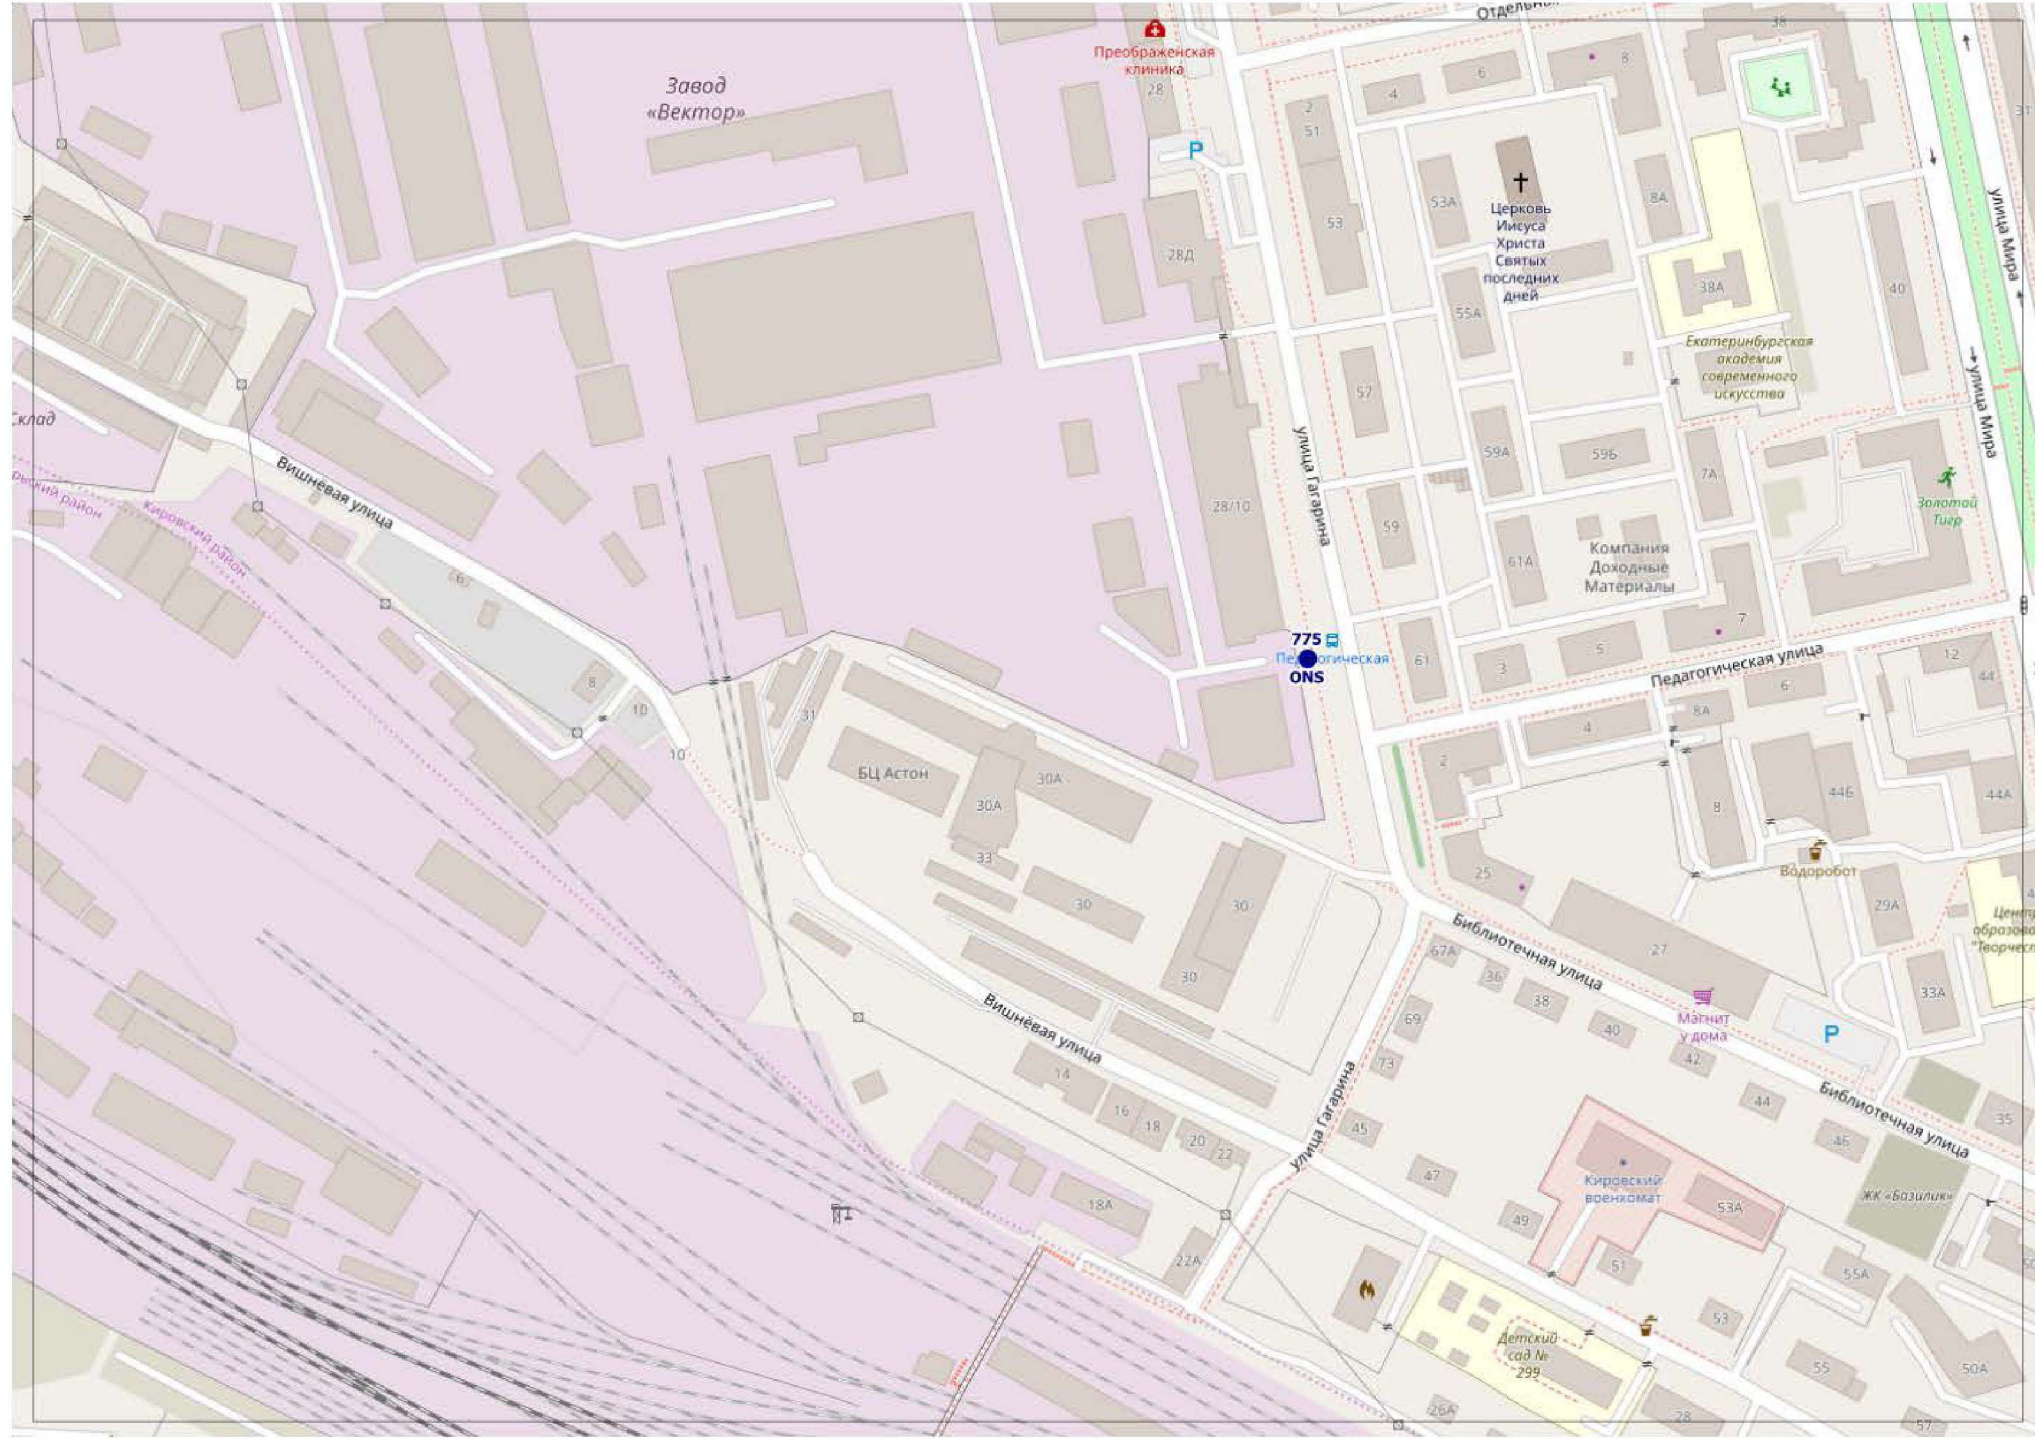 Отдельн
38
Преображенская
клиника
28
Завод
«Вектор»
P
2
51
4
6
8
53
53А
8А
Церковь
Иисуса
Христа
Святых
последних
дней
38А
40
улица Мира
28Д
55А
57
Екатеринбургская
академия
современного
искусства
улица Мира
Склад
Вишнёвая улица
рьский район
Кировский район
улица Гагарина
59А
59Б
7А
28/10
59
61А
Золотой
Тигр
Компания
Доходные
Материалы
6
7
775
Педагогическая
ONS
61
3
5
Педагогическая улица
12
44
6
8
10
10
31
8А
4
2
БЦ Астон
30А
30А
33
30
30
30
8
44Б
44А
Водоробот
25
29А
27
Библиотечная улица
67А
36
38
33А
Центр
образова
"Творчест
69
73
40
42
Магнит
у дома
P
44
46
Библиотечная улица
35
Вишнёвая улица
14
16
18
20
22
улица Гагарина
45
47
49
Кировский
военкомат
53А
ЖК «Базилик»
18А
22А
51
53
55А
55
50А
Детский
сад №
299
26А
28
57